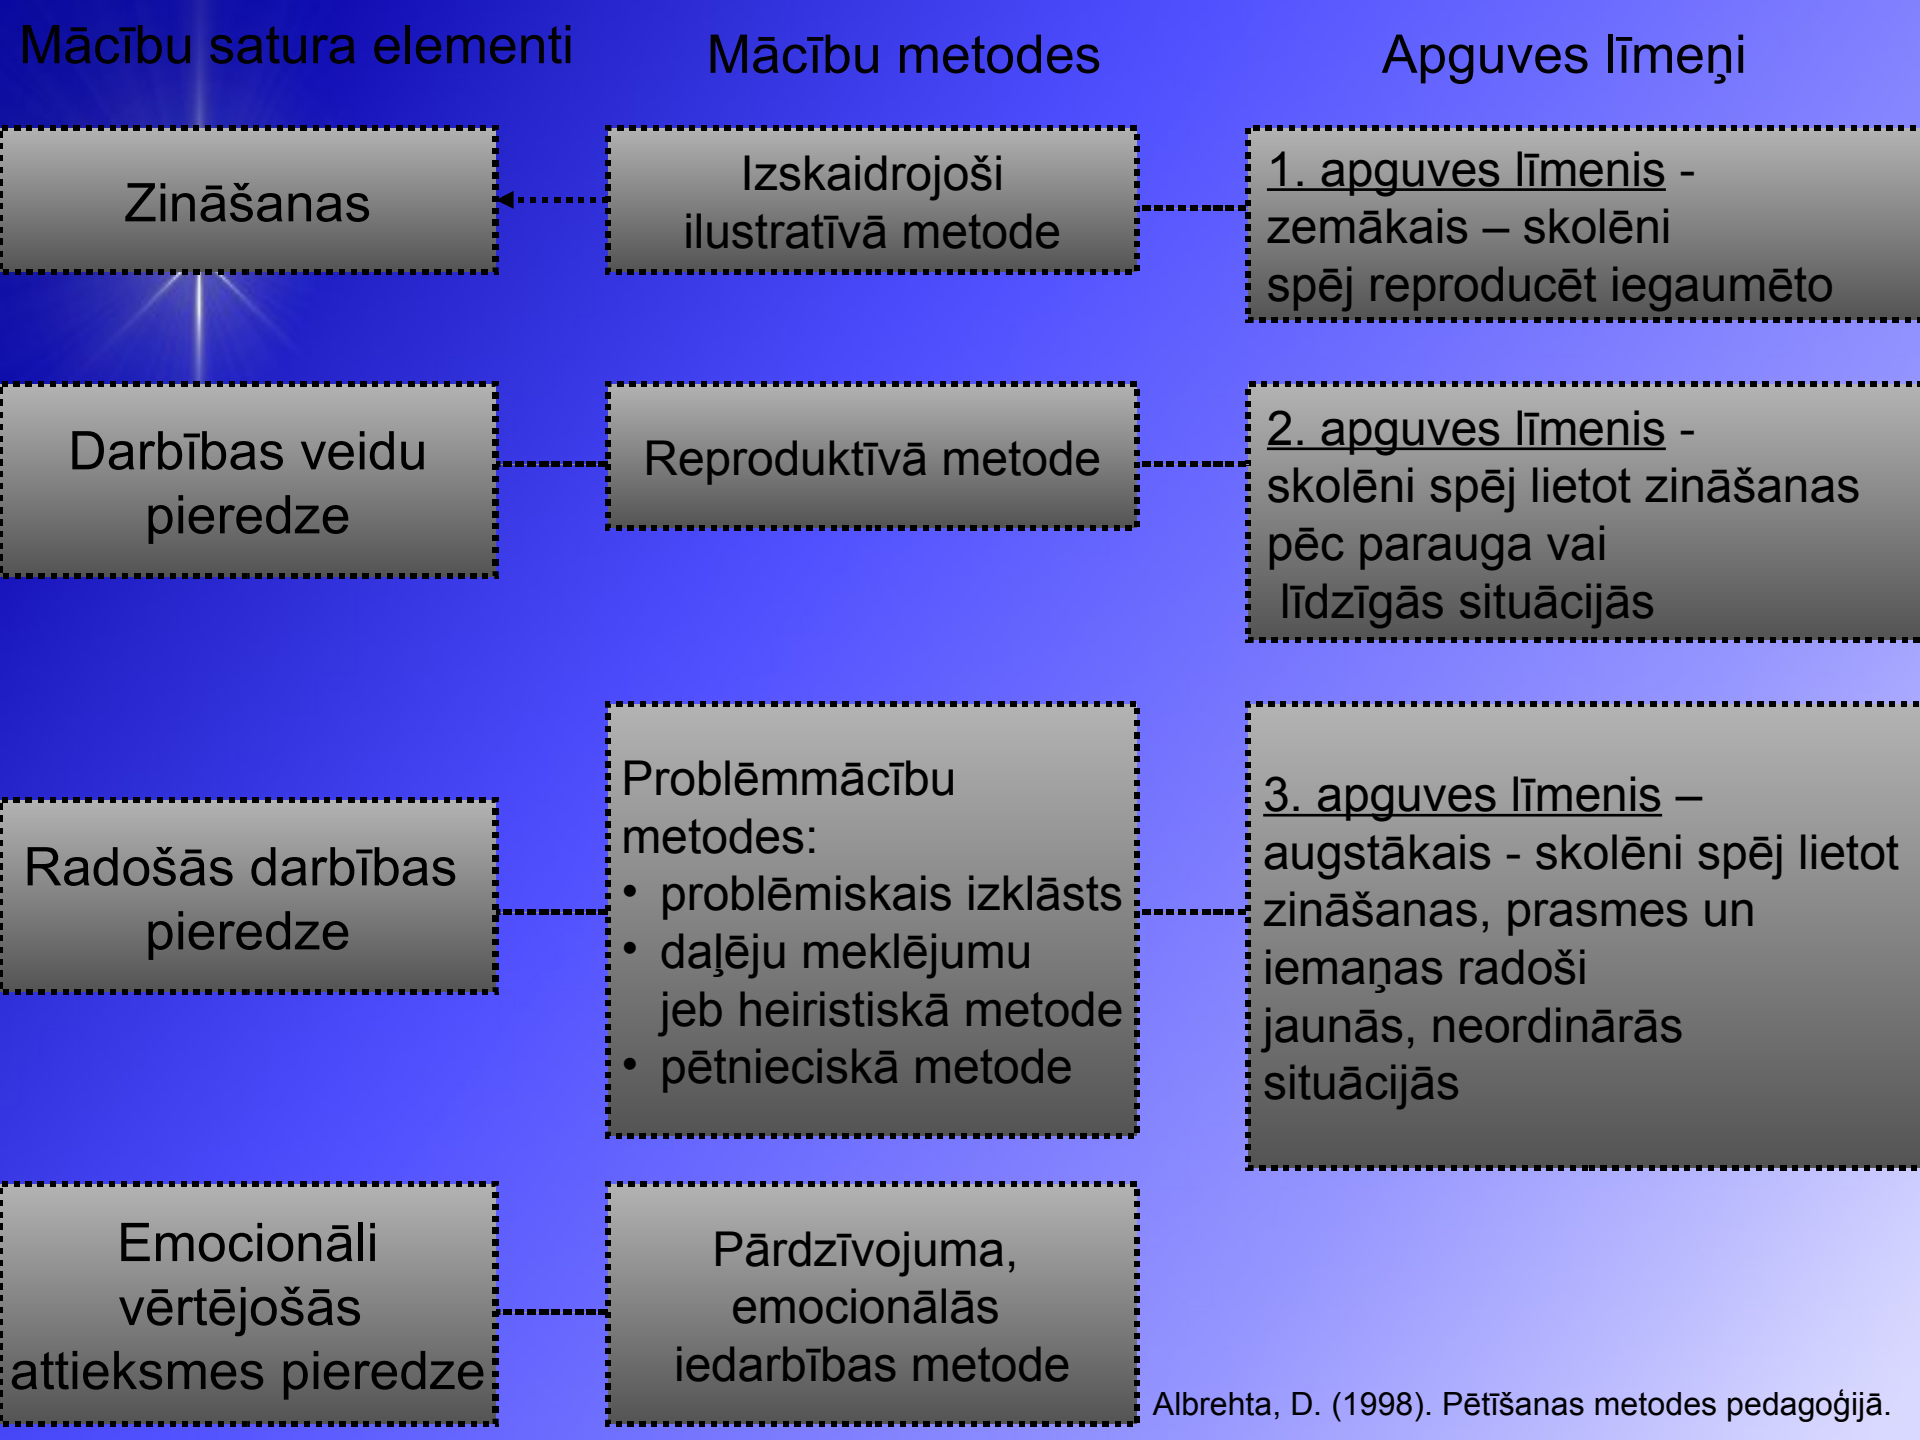 Mācību satura elementi
Mācību metodes
Apguves līmeņi
Zināšanas
Izskaidrojoši
ilustratīvā metode
1. apguves līmenis -
zemākais – skolēni
spēj reproducēt iegaumēto
Darbības veidu
pieredze
Reproduktīvā metode
2. apguves līmenis -
skolēni spēj lietot zināšanas
pēc parauga vai
līdzīgās situācijās
Radošās darbības
pieredze
Problēmmācību
metodes:
• problēmiskais izklāsts
• daļēju meklējumu
jeb heiristiskā metode
• pētnieciskā metode
3. apguves līmenis –
augstākais - skolēni spēj lietot
zināšanas, prasmes un
iemaņas radoši
jaunās, neordinārās
situācijās
Emocionāli
vērtējošās
attieksmes pieredze
Pārdzīvojuma,
emocionālās
iedarbības metode
Albrehta, D. (1998). Pētīšanas metodes pedagoģijā.